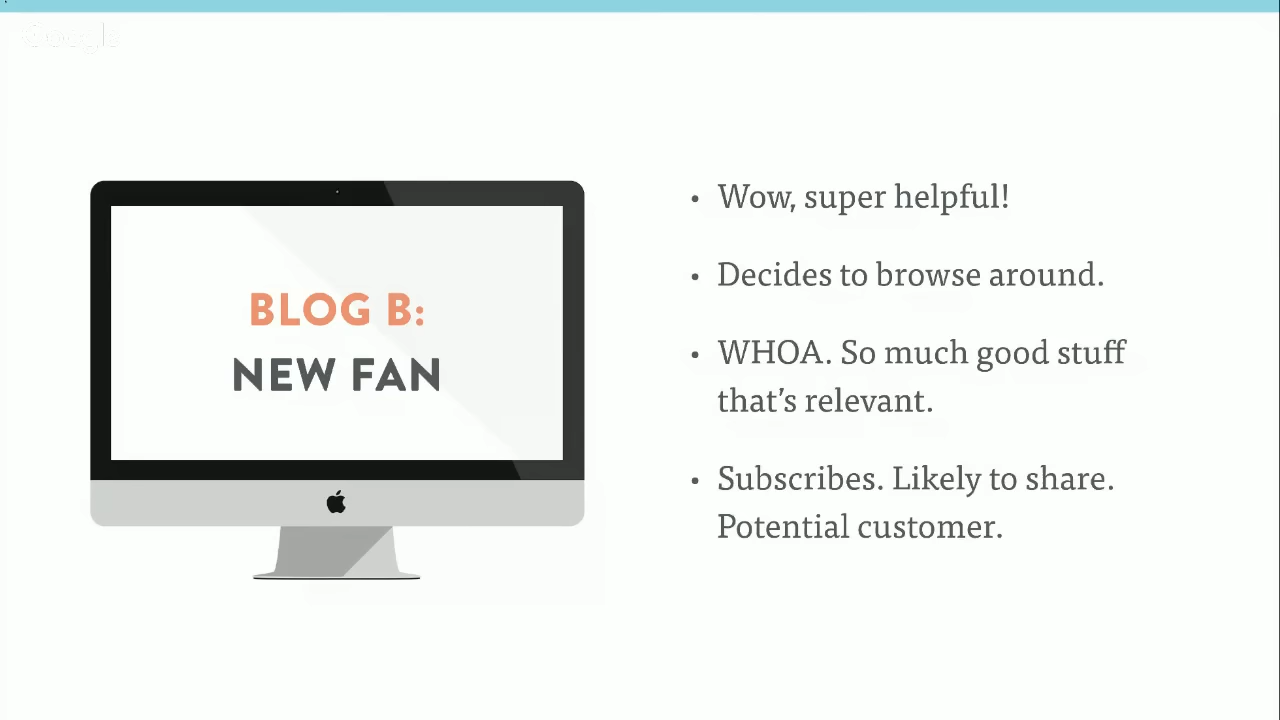 Google
BLOG B:
NEW FAN
• Wow, super helpful!
• Decides to browse around.
• WHOA. So much good stuff
that's relevant.
• Subscribes. Likely to share.
Potential customer.